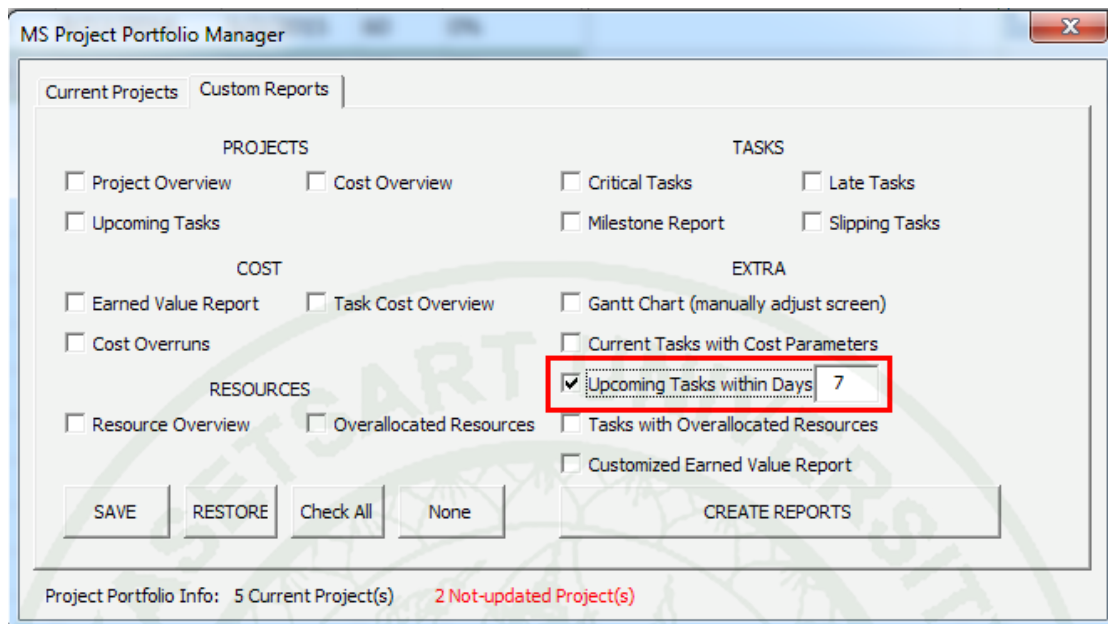 MS Project Portfolio Manager
Current Projects Custom Reports
PROJECTS TASKS
Project Overview Cost Overview Critical Tasks Late Tasks
Upcoming Tasks Milestone Report Slipping Tasks
COST EXTRA
Earned Value Report Task Cost Overview Gantt Chart (manually adjust screen)
Cost Overruns Current Tasks with Cost Parameters
RESOURCES Upcoming Tasks within Days 7
Resource Overview Overallocated Resources Tasks with Overallocated Resources
Customized Earned Value Report
SAVE RESTORE Check All None CREATE REPORTS
Project Portfolio Info: 5 Current Project(s) 2 Not-updated Project(s)